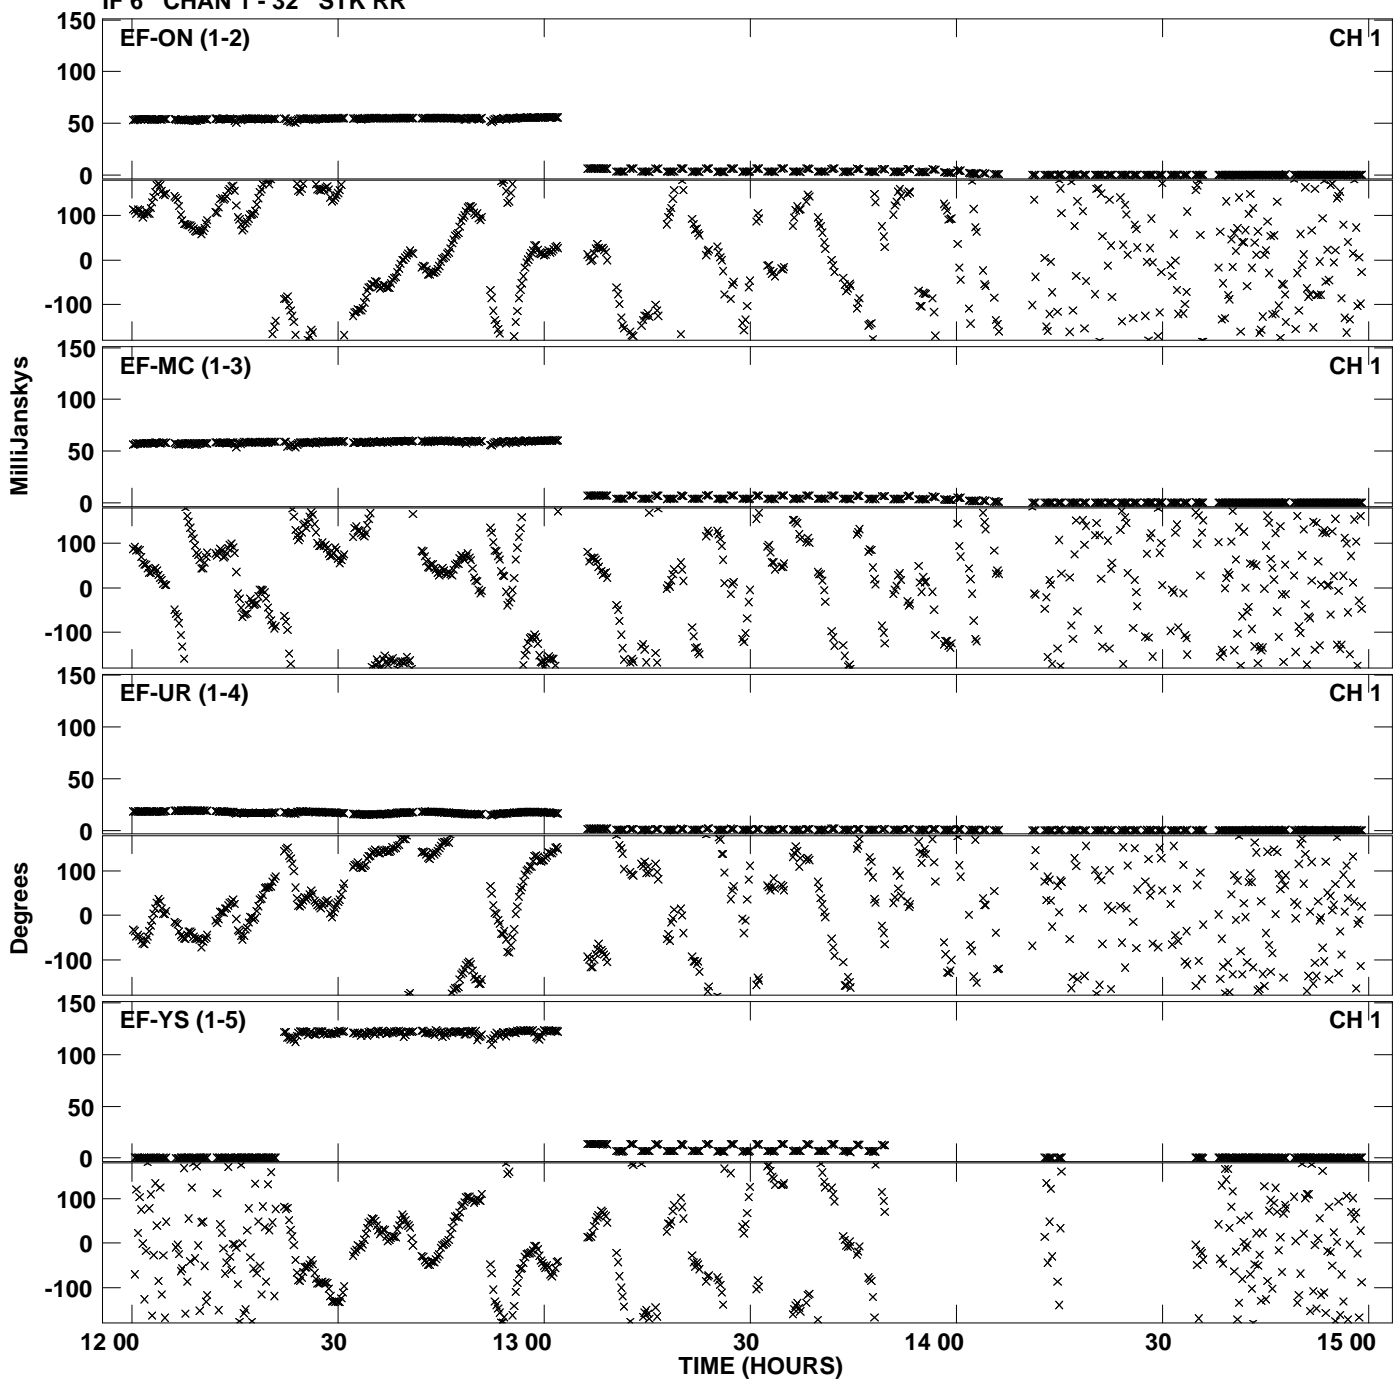 IF 6 CHAN 1 - 32 STK RR
EF-ON (1-2)
CH 1
150
100
50
0
100
0
-100
EF-MC (1-3)
CH 1
150
100
50
0
100
0
-100
EF-UR (1-4)
CH 1
150
100
50
0
100
0
-100
EF-YS (1-5)
CH 1
150
100
50
0
100
0
-100
MilliJanskys
Degrees
12 00
30
13 00
30
14 00
30
15 00
TIME (HOURS)